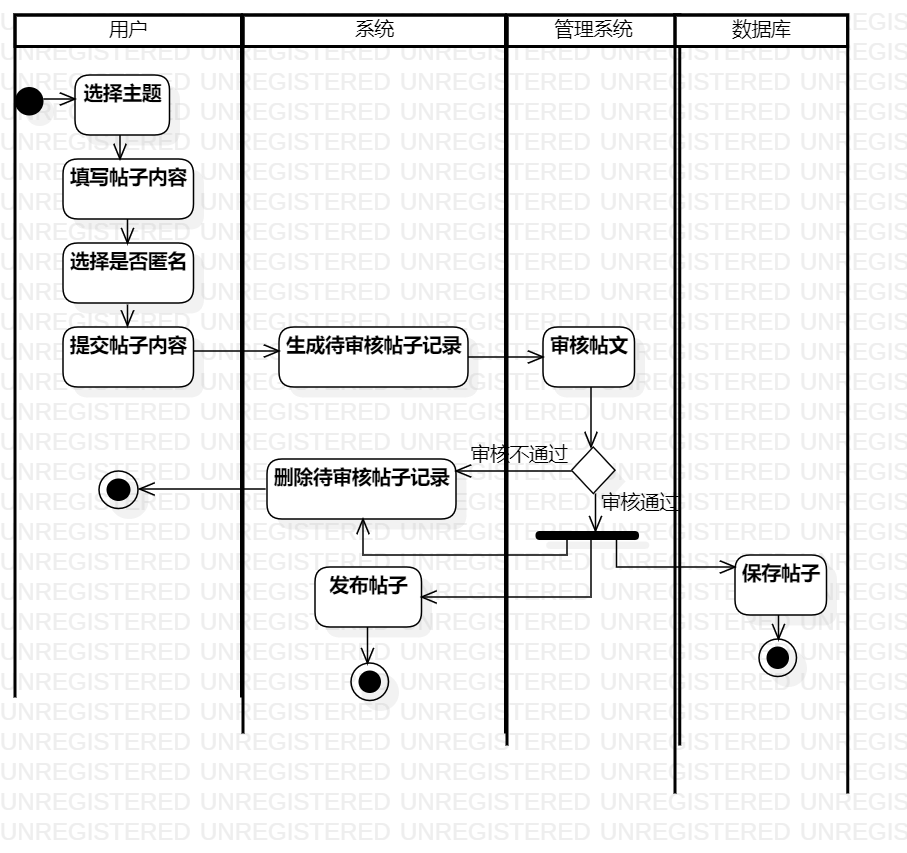 用户
系统
管理系统
数据库
选择主题
填写帖子内容
选择是否匿名
提交帖子内容
生成待审核帖子记录
审核帖文
审核不通过
删除待审核帖子记录
审核通过
发布帖子
保存帖子
UNREGISTERED UNREGISTERED UNREGISTERED UNREGISTERED